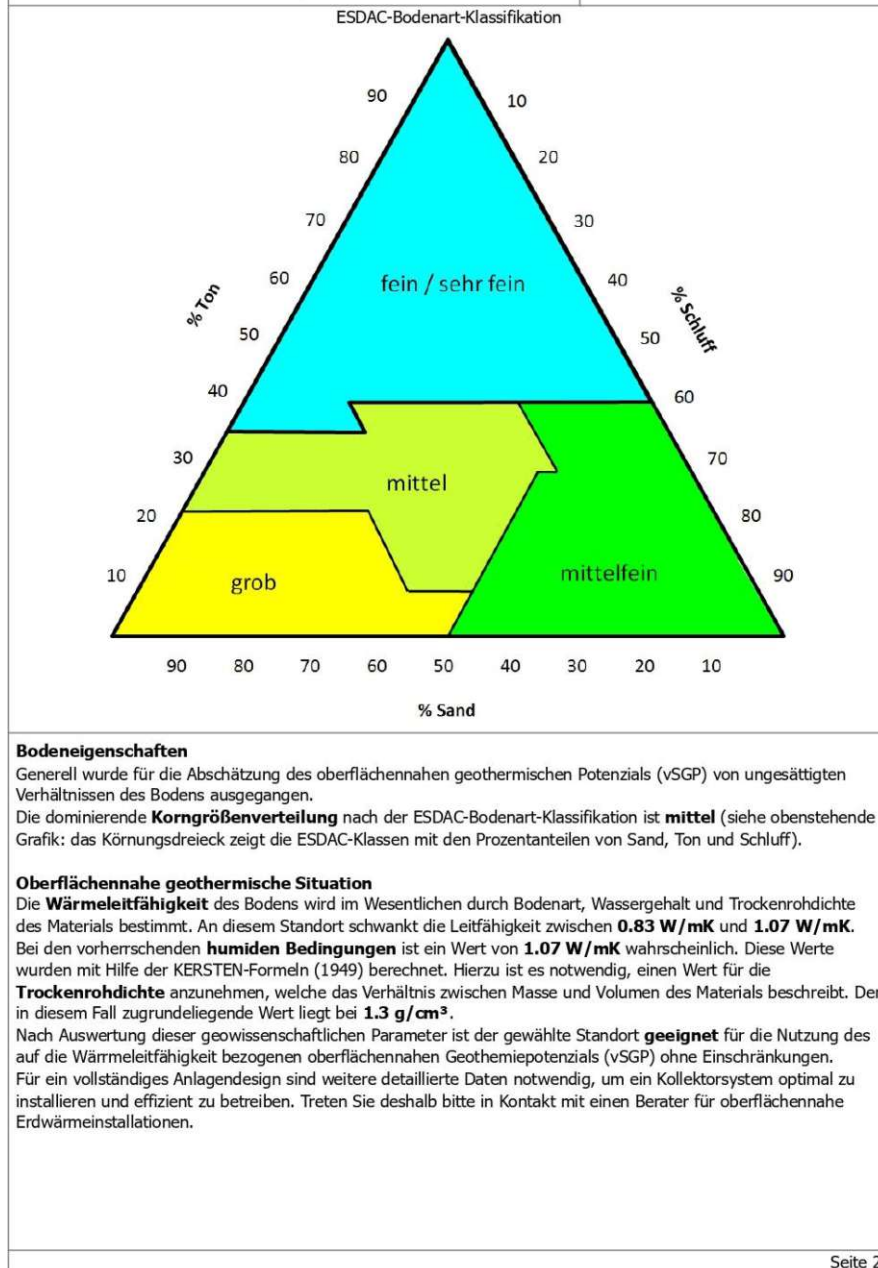 ESDAC-Bodenart-Klassifikation
90
10
80
20
70
30
60
fein / sehr fein
40
% Ton
% Schluff
50
50
40
60
30
70
mittel
20
80
10
grob
mittelfein
90
90 80 70 60 50 40 30 20 10
% Sand
Bodeneigenschaften
Generell wurde für die Abschätzung des oberflächennahen geothermischen Potenzials (vSGP) von ungesättigten
Verhältnissen des Bodens ausgegangen.
Die dominierende Korngrößenverteilung nach der ESDAC-Bodenart-Klassifikation ist mittel (siehe obenstehende
Grafik: das Körnungsdreieck zeigt die ESDAC-Klassen mit den Prozentanteilen von Sand, Ton und Schluff).
Oberflächennahe geothermische Situation
Die Wärmeleitfähigkeit des Bodens wird im Wesentlichen durch Bodenart, Wassergehalt und Trockenrohdichte
des Materials bestimmt. An diesem Standort schwankt die Leitfähigkeit zwischen 0.83 W/mK und 1.07 W/mK.
Bei den vorherrschenden humiden Bedingungen ist ein Wert von 1.07 W/mK wahrscheinlich. Diese Werte
wurden mit Hilfe der KERSTEN-Formeln (1949) berechnet. Hierzu ist es notwendig, einen Wert für die
Trockenrohdichte anzunehmen, welche das Verhältnis zwischen Masse und Volumen des Materials beschreibt. Der
in diesem Fall zugrundeliegende Wert liegt bei 1.3 g/cm³.
Nach Auswertung dieser geowissenschaftlichen Parameter ist der gewählte Standort geeignet für die Nutzung des
auf die Wärrmeleitfähigkeit bezogenen oberflächennahen Geothemiepotenzials (vSGP) ohne Einschränkungen.
Für ein vollständiges Anlagendesign sind weitere detaillierte Daten notwendig, um ein Kollektorsystem optimal zu
installieren und effizient zu betreiben. Treten Sie deshalb bitte in Kontakt mit einen Berater für oberflächennahe
Erdwärmeinstallationen.
Seite 2